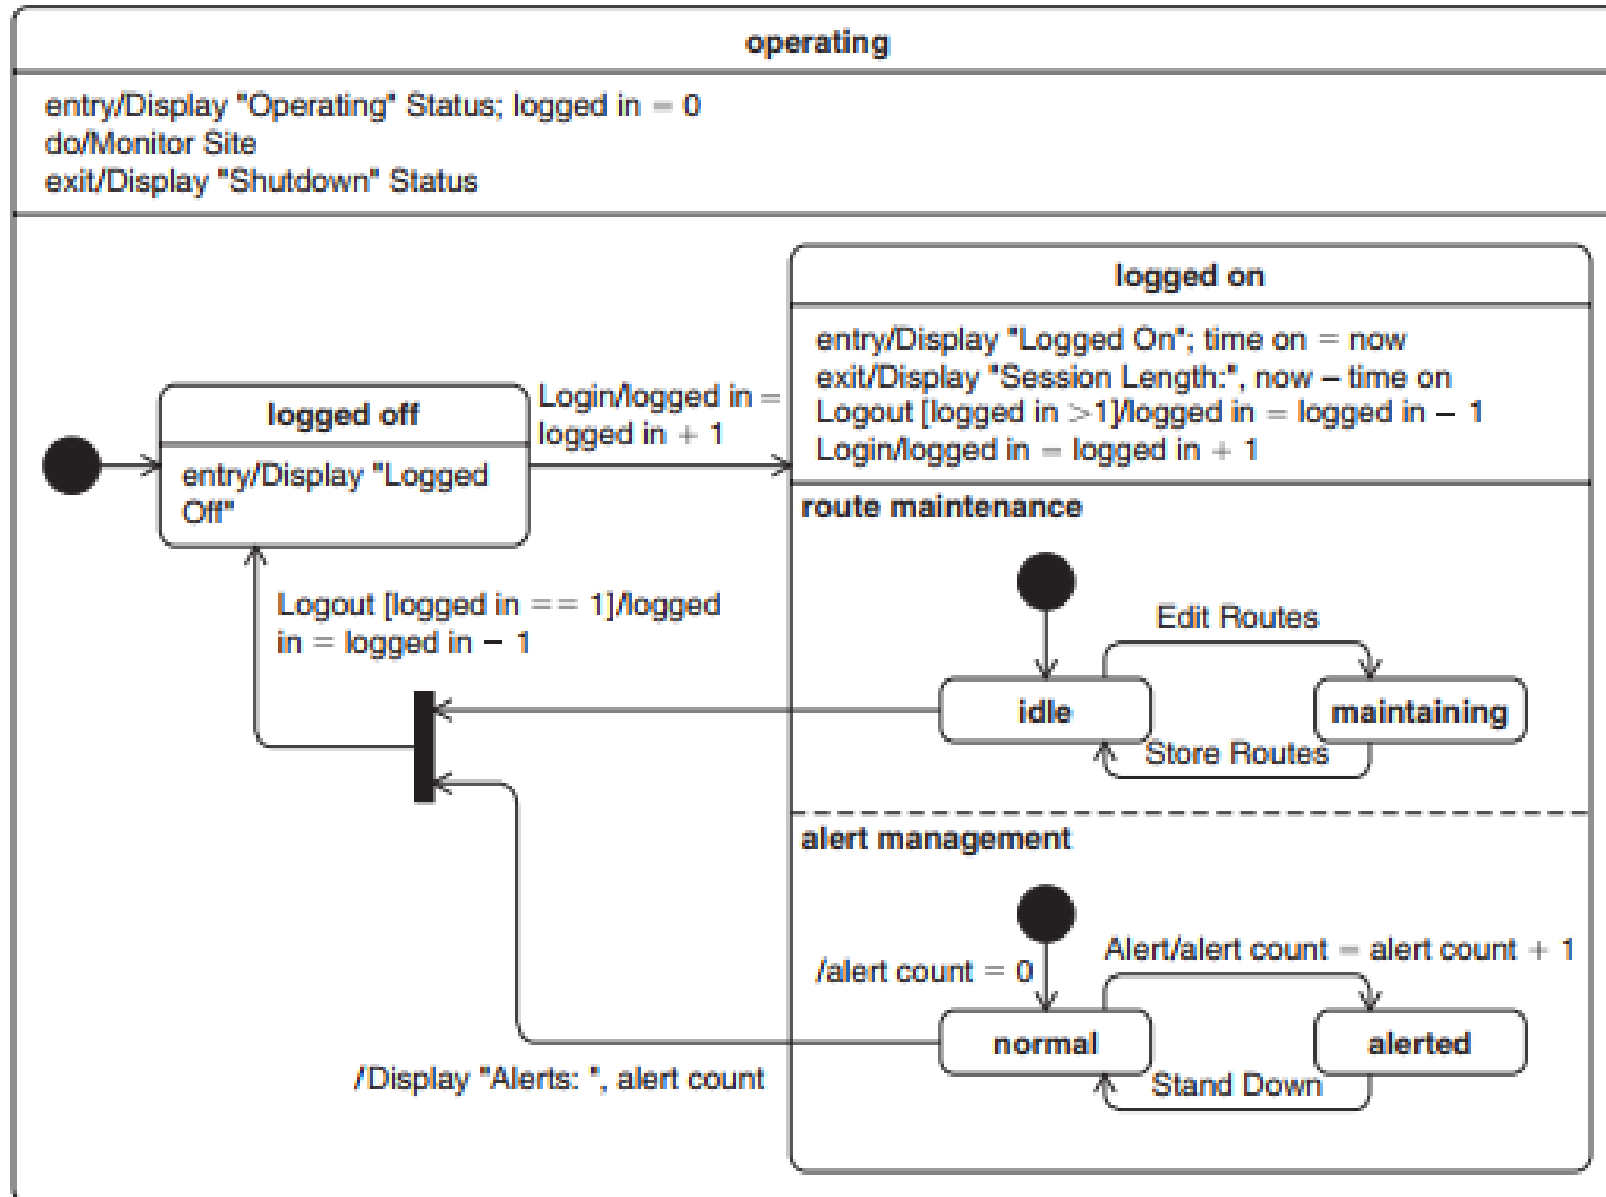 operating
entry/Display "Operating" Status; logged in = 0
do/Monitor Site
exit/Display "Shutdown" Status
logged on
entry/Display "Logged On"; time on = now
exit/Display "Session Length:", now – time on
Logout [logged in >1]/logged in = logged in – 1
Login/logged in = logged in + 1
logged off
entry/Display "Logged
Off"
Login/logged in =
logged in + 1
Logout [logged in == 1]/logged
in = logged in – 1
route maintenance
Edit Routes
idle
maintaining
Store Routes
alert management
/alert count = 0
Alert/alert count = alert count + 1
normal
alerted
Stand Down
/Display "Alerts: ", alert count